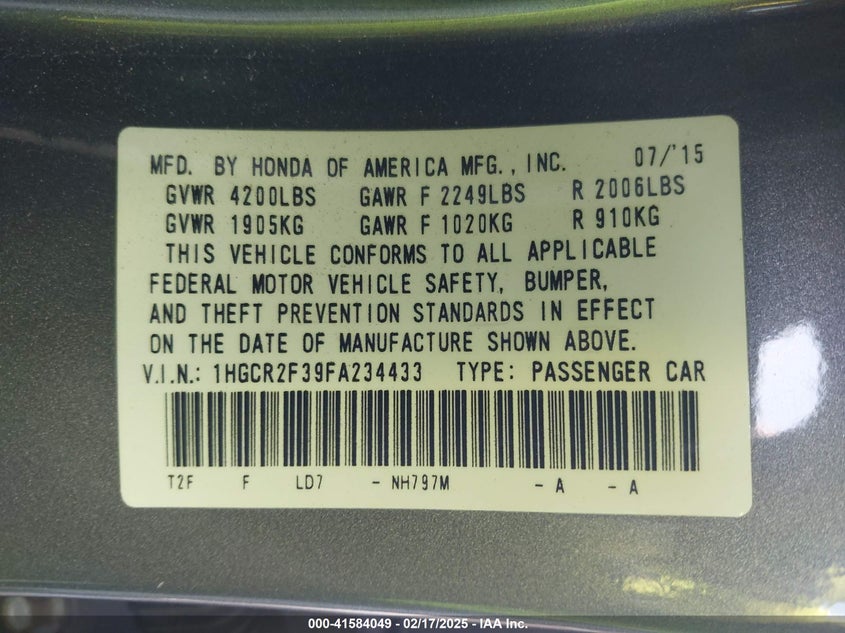 MFD. BY HONDA OF AMERICA MFG., INC. 07/'15
GVWR 4200LBS GAWR F 2249LBS R 2006LBS
GVWR 1905KG GAWR F 1020KG R 910KG
THIS VEHICLE CONFORMS TO ALL APPLICABLE
FEDERAL MOTOR VEHICLE SAFETY, BUMPER,
AND THEFT PREVENTION STANDARDS IN EFFECT
ON THE DATE OF MANUFACTURE SHOWN ABOVE.
V.I.N.: 1HGCR2F39FA234433 TYPE: PASSENGER CAR
T2F F LD7 - NH797M - A - A
000-41584049 — 02/17/2025 — IAA Inc.